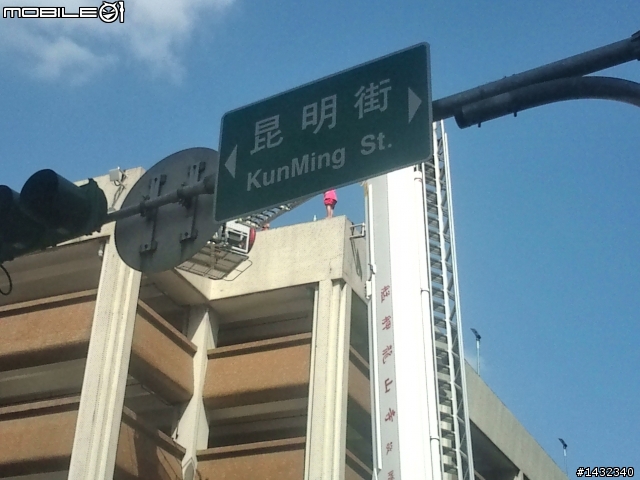 MOBILE01
昆明街
KunMing St.
#1432340